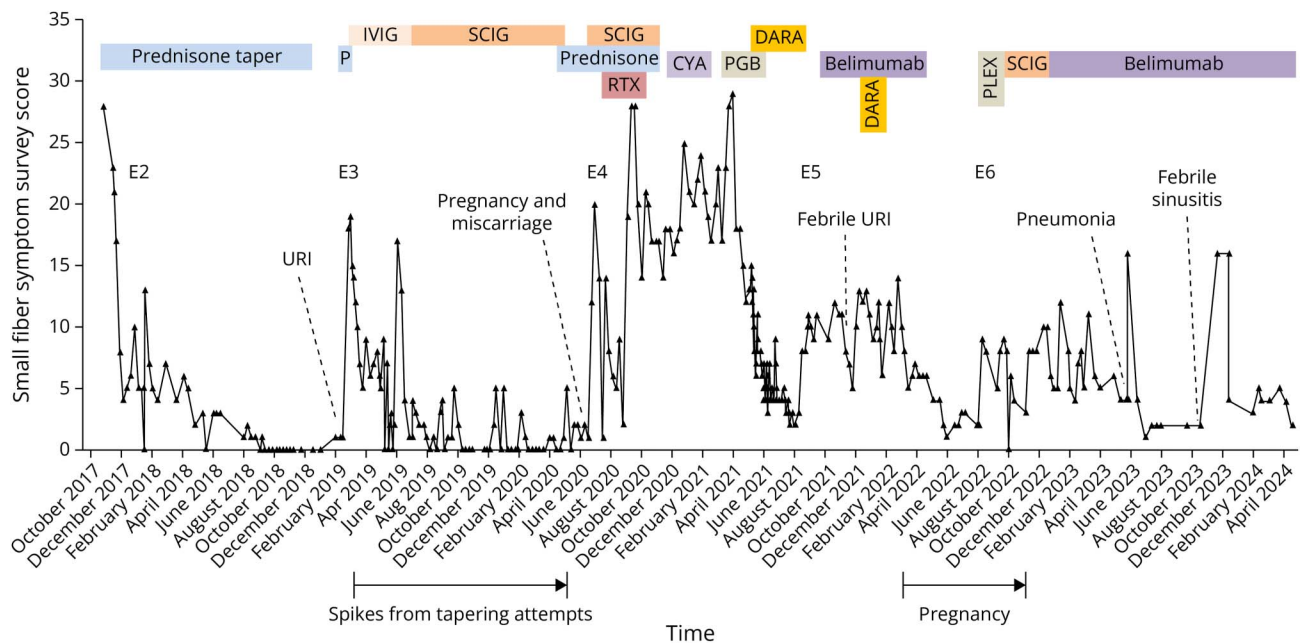 35
30
25
20
15
10
5
0
Small fiber symptom survey score
IVIG
SCIG
SCIG
DARA
Prednisone taper
P
Prednisone
CYA
PGB
Belimumab
PLEX
SCIG
Belimumab
RTX
DARA
E2
E3
E4
E5
E6
URI
Pregnancy and
miscarriage
Febrile URI
Pneumonia
Febrile
sinusitis
October 2017
December 2017
February 2018
April 2018
June 2018
August 2018
October 2018
December 2018
February 2019
April 2019
June 2019
Aug 2019
October 2019
December 2019
February 2020
April 2020
June 2020
August 2020
October 2020
December 2020
February 2021
April 2021
June 2021
August 2021
October 2021
December 2021
February 2022
April 2022
June 2022
August 2022
October 2022
December 2022
February 2023
April 2023
June 2023
August 2023
October 2023
December 2023
February 2024
April 2024
Spikes from tapering attempts
Pregnancy
Time